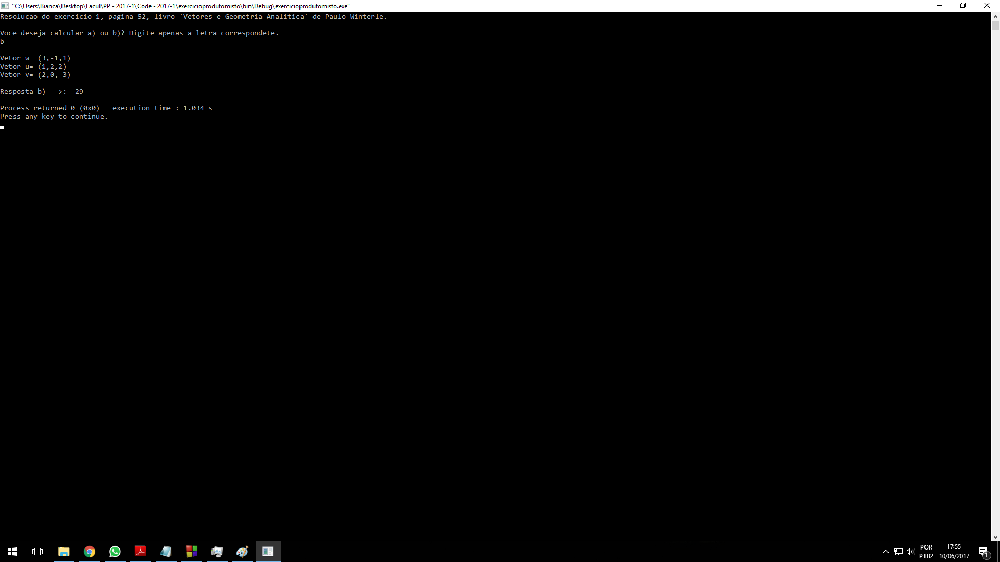 "C:\Users\Bianca\Desktop\Facul\PP - 2017-1\Code - 2017-1\exercicioprodutomisto\bin\Debug\exercicioprodutomisto.exe"
Resolucao do exercicio 1, pagina 52, livro 'Vetores e Geometria Analitica' de Paulo Winterle.
Voce deseja calcular a) ou b)? Digite apenas a letra correspondete.
b
Vetor w= (3,-1,1)
Vetor u= (1,2,2)
Vetor v= (2,0,-3)
Resposta b) -->: -29
Process returned 0 (0x0)   execution time : 1.034 s
Press any key to continue.
POR
PTB2
17:55
10/06/2017
1